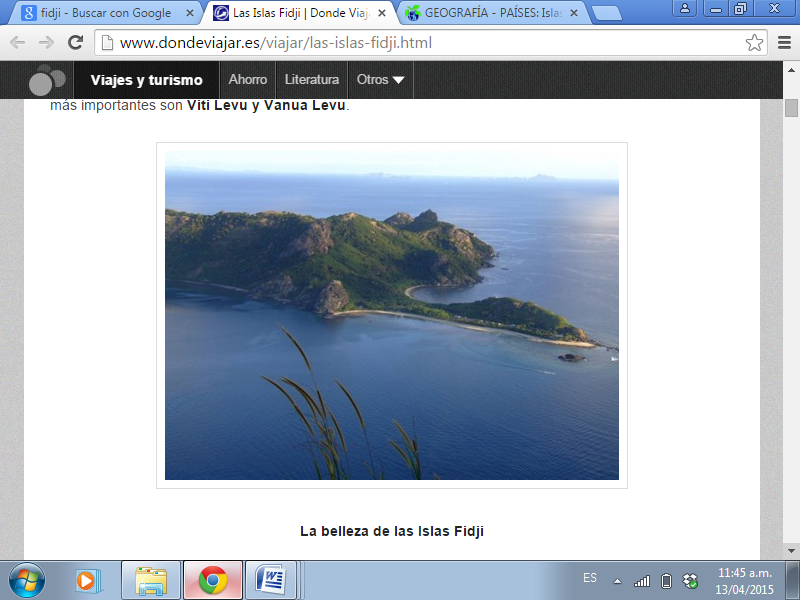 fidji - Buscar con Google
Las Islas Fidji | Donde Viaj
GEOGRAFÍA - PAÍSES: Islas
www.dondeviajar.es/viajar/las-islas-fidji.html
Viajes y turismo
Ahorro
Literatura
Otros
más importantes son Viti Levu y Vanua Levu.
La belleza de las Islas Fidji
ES
11:45 a.m.
13/04/2015